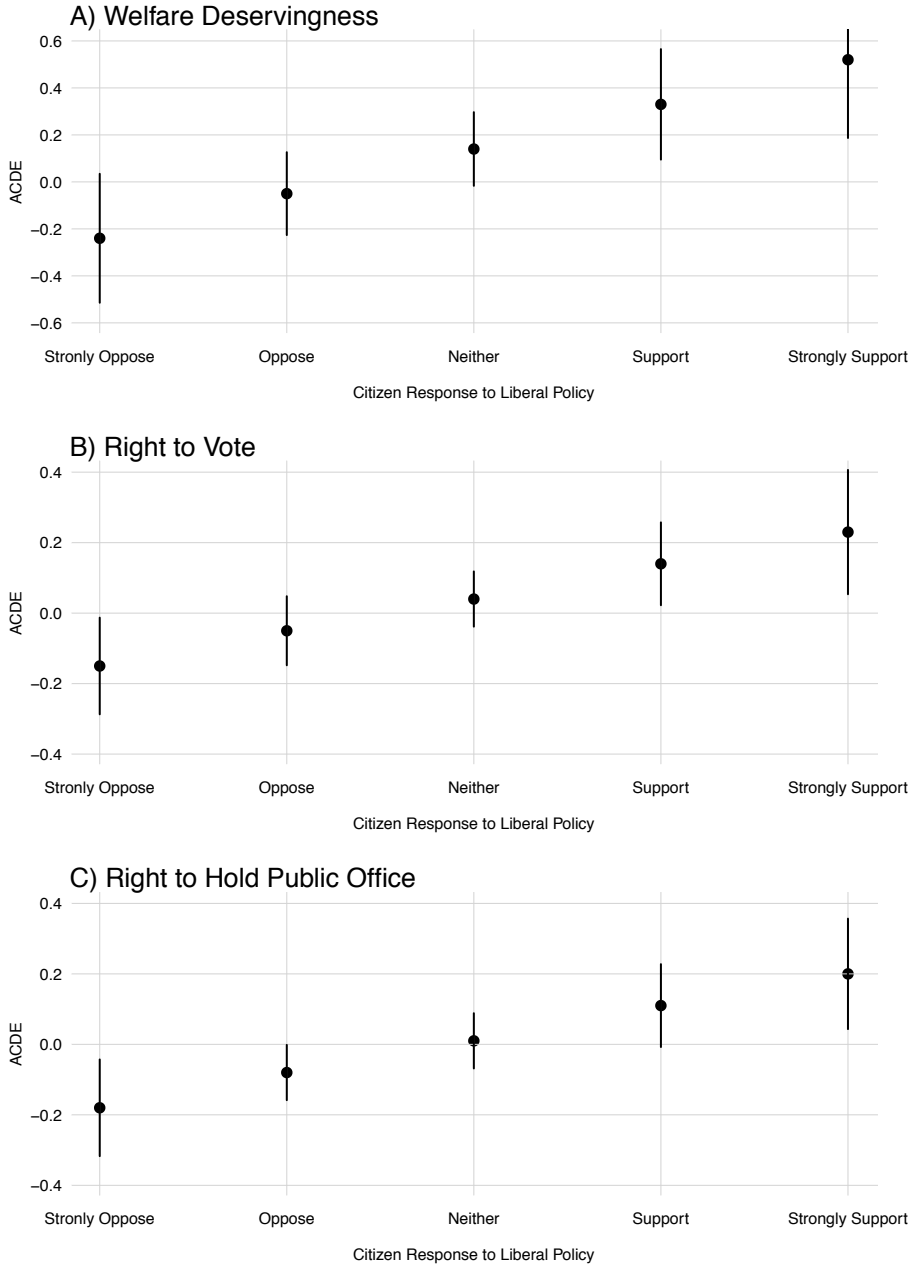 A) Welfare Deservingness
0.6
0.4
0.2
0.0
−0.2
−0.4
−0.6
ACDE
Stronly Oppose Oppose Neither Support Strongly Support
Citizen Response to Liberal Policy
B) Right to Vote
0.4
0.2
0.0
−0.2
−0.4
ACDE
Stronly Oppose Oppose Neither Support Strongly Support
Citizen Response to Liberal Policy
C) Right to Hold Public Office
0.4
0.2
0.0
−0.2
−0.4
ACDE
Stronly Oppose Oppose Neither Support Strongly Support
Citizen Response to Liberal Policy